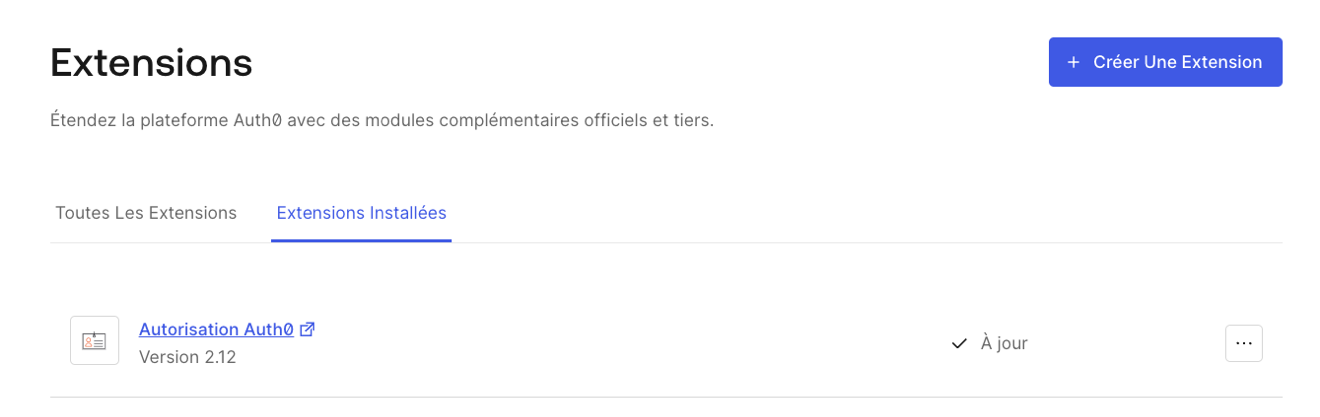 Extensions
+ Créer Une Extension
Étendez la plateforme Auth0 avec des modules complémentaires officiels et tiers.
Toutes Les Extensions
Extensions Installées
Autorisation Auth0
Version 2.12
À jour